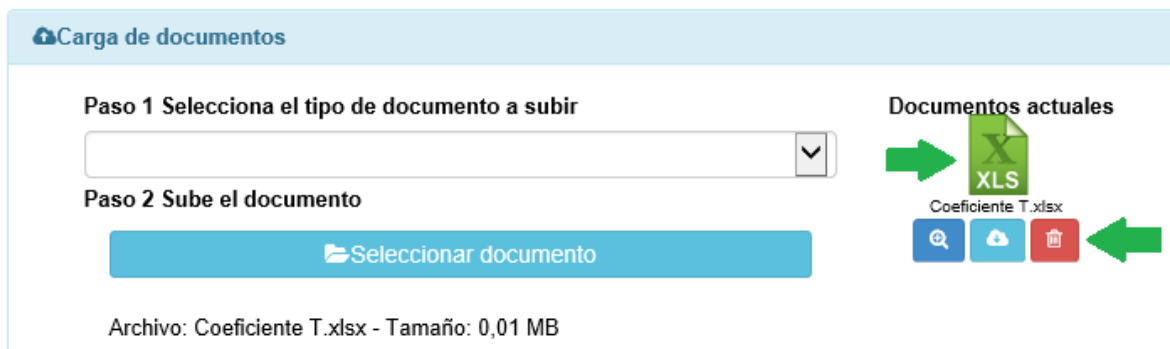 Carga de documentos
Paso 1 Selecciona el tipo de documento a subir
Paso 2 Sube el documento
Seleccionar documento
Archivo: Coeficiente T.xlsx - Tamaño: 0,01 MB
Documentos actuales
X
XLS
Coeficiente T.xlsx